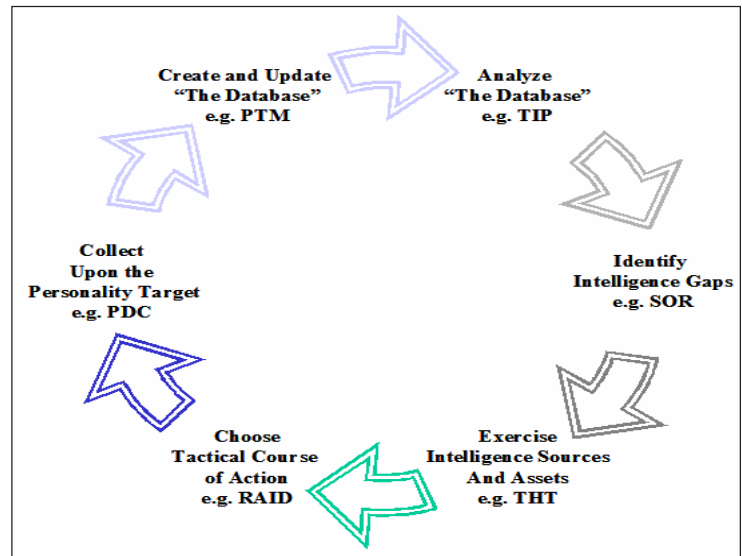 Create and Update
“The Database”
e.g. PTM
Analyze
“The Database”
e.g. TIP
Identify
Intelligence Gaps
e.g. SOR
Exercise
Intelligence Sources
And Assets
e.g. THT
Choose
Tactical Course
of Action
e.g. RAID
Collect
Upon the
Personality Target
e.g. PDC